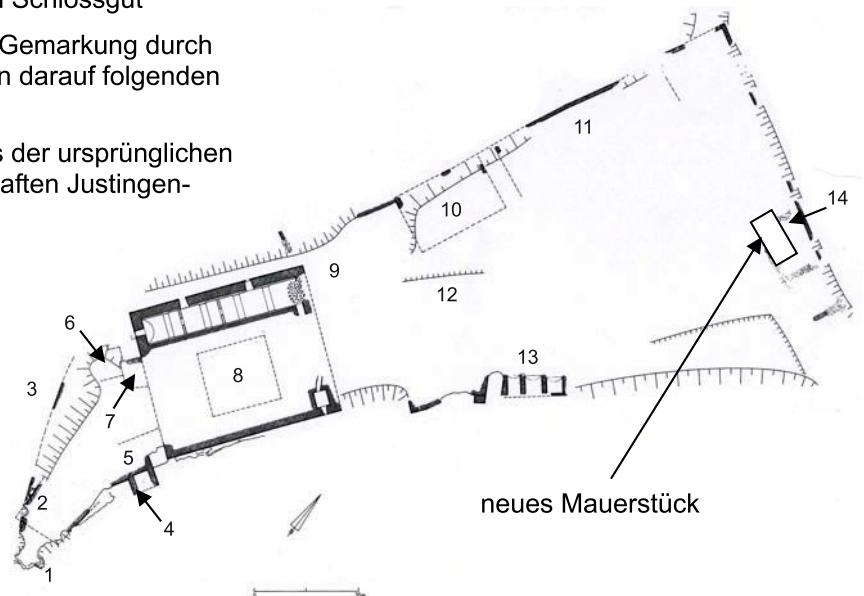 Schlossgut
Gemarkung durch
darauf folgenden
der ursprünglichen
Justingen-
11
14
10
9
12
6
13
3
8
7
5
2
neues Mauerstück
4
1